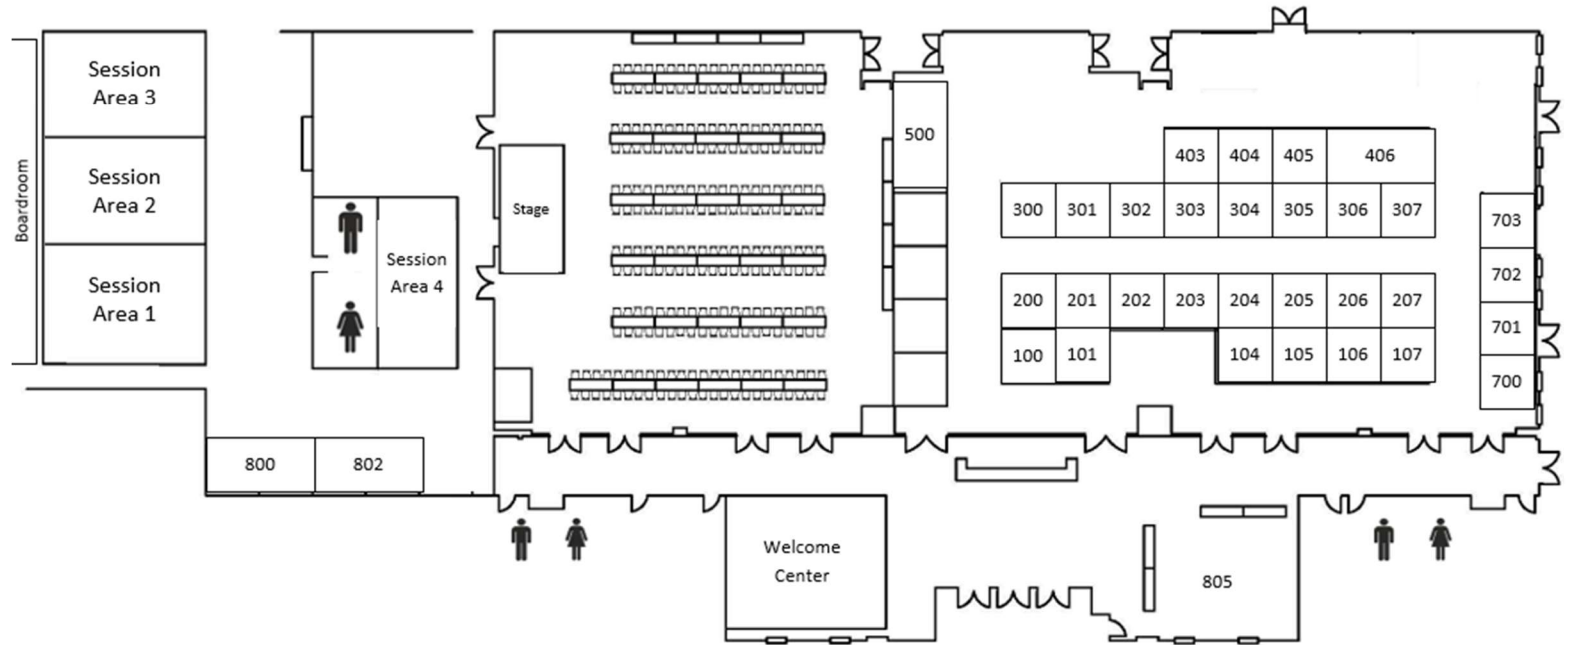 Boardroom
Session
Area 3
Session
Area 2
Session
Area 1
Session
Area 4
Stage
500
403 404 405 406
300 301 302 303 304 305 306 307
200 201 202 203 204 205 206 207
100 101 104 105 106 107
703
702
701
700
800 802
Welcome
Center
805